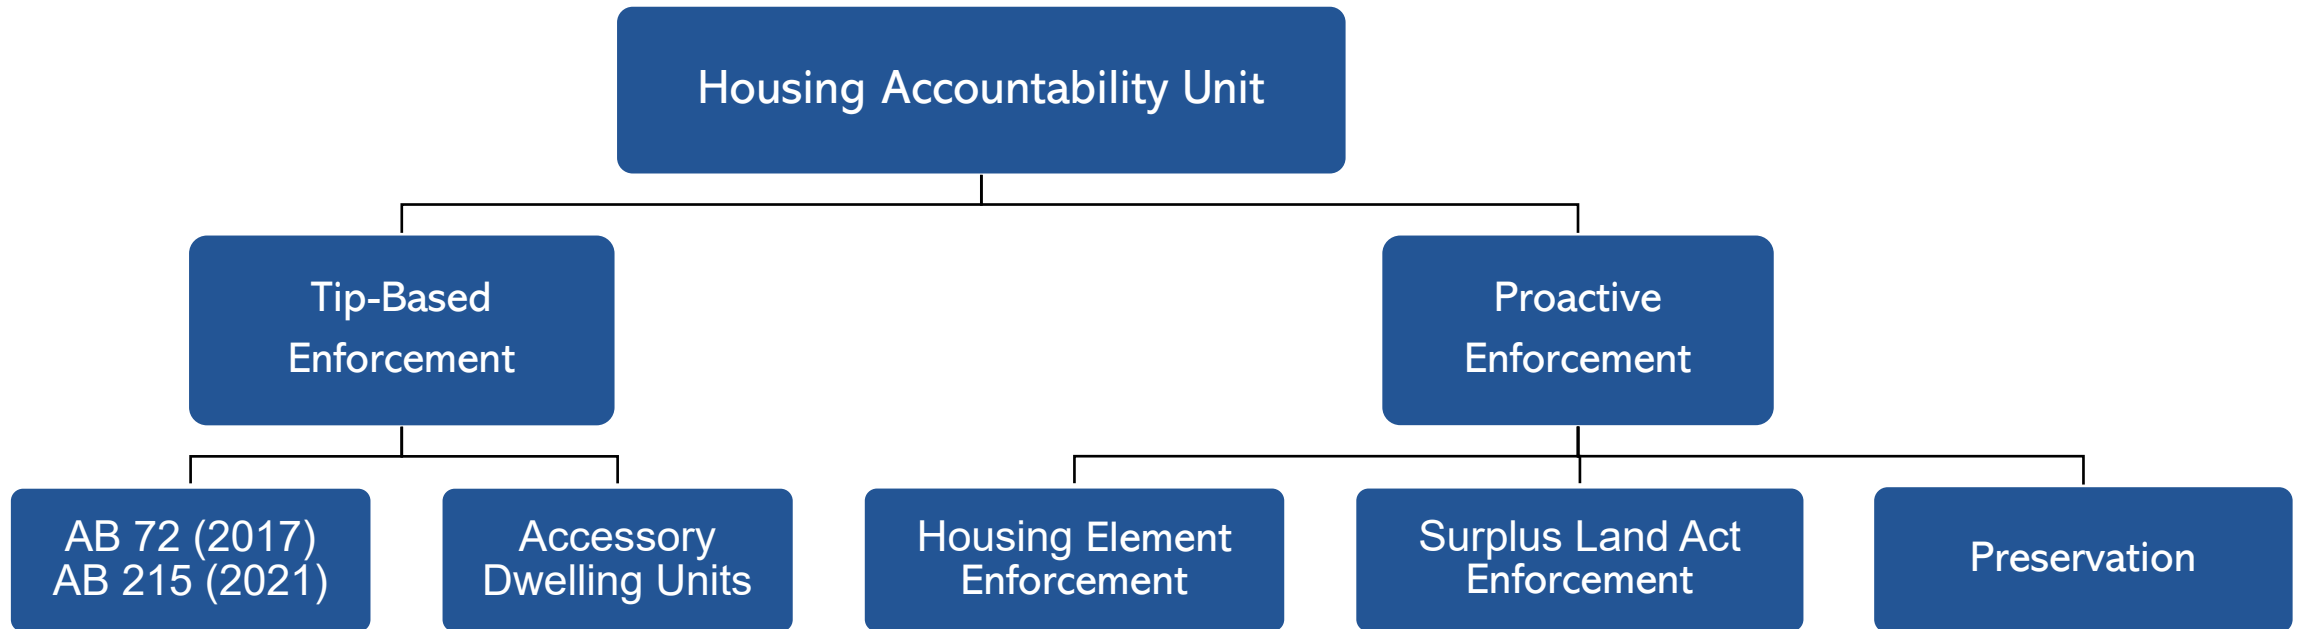 Housing Accountability Unit
Tip-Based
Enforcement
Proactive
Enforcement
AB 72 (2017)
AB 215 (2021)
Accessory
Dwelling Units
Housing Element
Enforcement
Surplus Land Act
Enforcement
Preservation